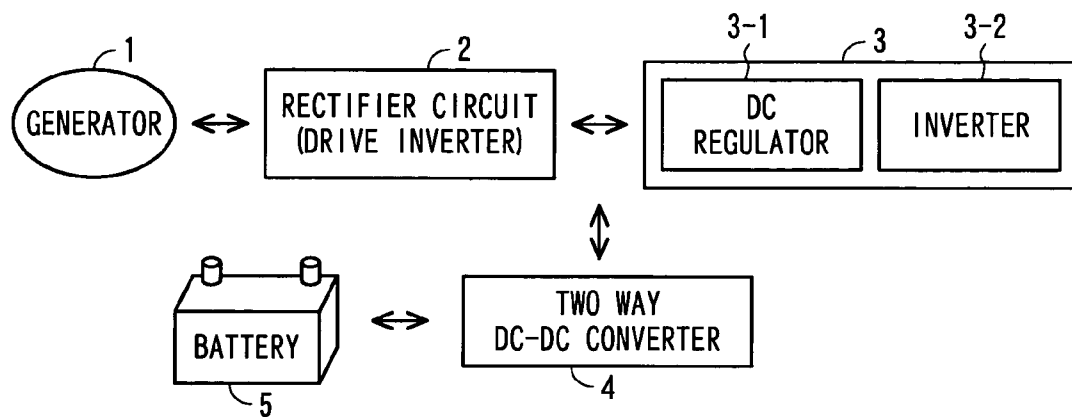 1
GENERATOR
2
RECTIFIER CIRCUIT
(DRIVE INVERTER)
3-1
3
3-2
DC
REGULATOR
INVERTER
BATTERY
5
TWO WAY
DC-DC CONVERTER
4